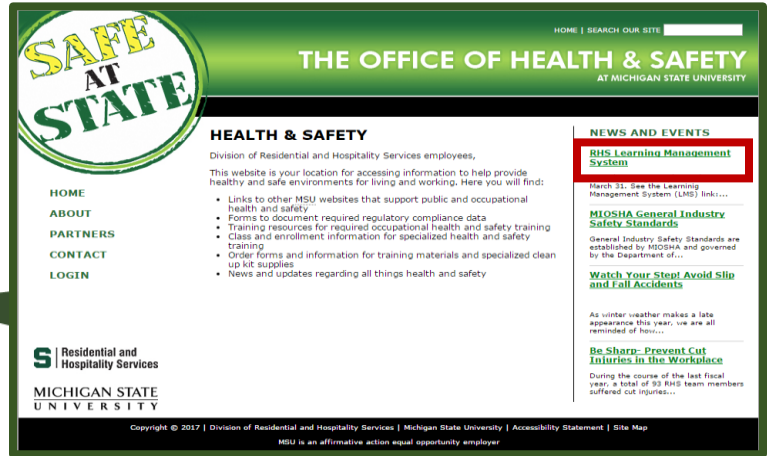 SAFE
AT
STATE
HOME | SEARCH OUR SITE
THE OFFICE OF HEALTH & SAFETY
AT MICHIGAN STATE UNIVERSITY
HOME
ABOUT
PARTNERS
CONTACT
LOGIN
Residential and
Hospitality Services
MICHIGAN STATE
UNIVERSITY
HEALTH & SAFETY
Division of Residential and Hospitality Services employees,
This website is your location for accessing information to help provide
healthy and safe environments for living and working. Here you will find:
• Links to other MSU websites that support public and occupational
health and safety
• Forms to document required regulatory compliance data
• Training resources for required occupational health and safety training
• Class and enrollment information for specialized health and safety
training
• Order forms and information for training materials and specialized clean
up kit supplies
• News and updates regarding all things health and safety
NEWS AND EVENTS
RHS Learning Management
System
March 31. See the Learning
Management System (LMS) link:...
MIOSHA General Industry
Safety Standards
General Industry Safety Standards are
established by MIOSHA and governed
by the Department of...
Watch Your Step! Avoid Slip
and Fall Accidents
As winter weather makes a late
appearance this year, we are all
reminded of how...
Be Sharp- Prevent Cut
Injuries in the Workplace
During the course of the last fiscal
year, a total of 93 RHS team members
suffered cut injuries...
Copyright © 2017 | Division of Residential and Hospitality Services | Michigan State University | Accessibility Statement | Site Map
MSU is an affirmative action equal opportunity employer